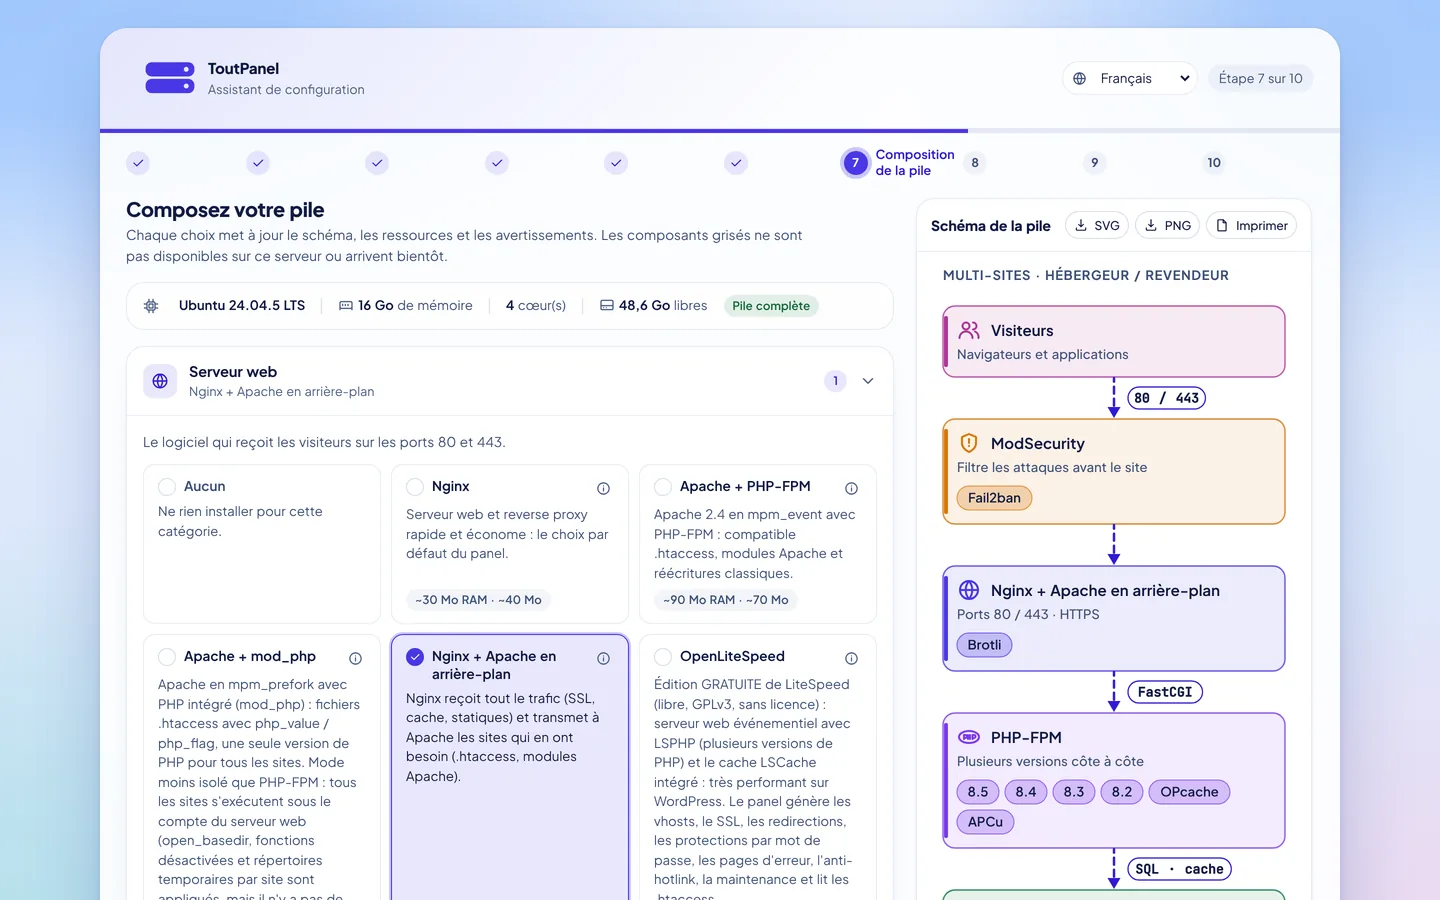 ToutPanel
Assistant de configuration
Français
Étape 7 sur 10
7
Composition
de la pile
8
9
10
Composez votre pile
Chaque choix met à jour le schéma, les ressources et les avertissements. Les composants grisés ne sont
pas disponibles sur ce serveur ou arrivent bientôt.
Ubuntu 24.04.5 LTS
16 Go de mémoire
4 cœur(s)
48,6 Go libres
Pile complète
Serveur web
Nginx + Apache en arrière-plan
1
Le logiciel qui reçoit les visiteurs sur les ports 80 et 443.
Aucun
Ne rien installer pour cette
catégorie.
Nginx
Serveur web et reverse proxy
rapide et économe : le choix par
défaut du panel.
~30 Mo RAM · ~40 Mo
Apache + PHP-FPM
Apache 2.4 en mpm_event avec
PHP-FPM : compatible
.htaccess, modules Apache et
réécritures classiques.
~90 Mo RAM · ~70 Mo
Apache + mod_php
Apache en mpm_prefork avec
PHP intégré (mod_php) : fichiers
.htaccess avec php_value /
php_flag, une seule version de
PHP pour tous les sites. Mode
moins isolé que PHP-FPM : tous
les sites s'exécutent sous le
compte du serveur web
(open_basedir, fonctions
désactivées et répertoires
temporaires par site sont
appliqués, mais il n'y a pas de
Nginx + Apache en
arrière-plan
Nginx reçoit tout le trafic (SSL,
cache, statiques) et transmet à
Apache les sites qui en ont
besoin (.htaccess, modules
Apache).
OpenLiteSpeed
Édition GRATUITE de LiteSpeed
(libre, GPLv3, sans licence) :
serveur web événementiel avec
LSPHP (plusieurs versions de
PHP) et le cache LSCache
intégré : très performant sur
WordPress. Le panel génère les
vhosts, le SSL, les redirections,
les protections par mot de
passe, les pages d'erreur, l'anti-
hotlink, la maintenance et lit les
.htaccess
Schéma de la pile
SVG
PNG
Imprimer
MULTI-SITES · HÉBERGEUR / REVENDEUR
Visiteurs
Navigateurs et applications
80 / 443
ModSecurity
Filtre les attaques avant le site
Fail2ban
Nginx + Apache en arrière-plan
Ports 80 / 443 · HTTPS
Brotli
FastCGI
PHP
PHP-FPM
Plusieurs versions côte à côte
8.5
8.4
8.3
8.2
OPcache
APCu
SQL · cache